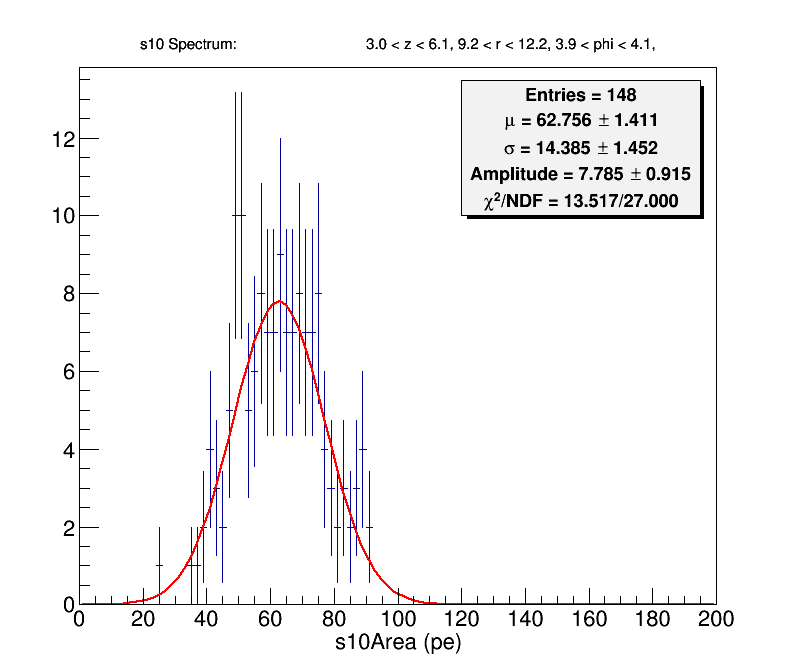 s10 Spectrum: 3.0 < z < 6.1, 9.2 < r < 12.2, 3.9 < phi < 4.1,
Entries = 148
μ = 62.756 ± 1.411
σ = 14.385 ± 1.452
Amplitude = 7.785 ± 0.915
χ²/NDF = 13.517/27.000
12
10
8
6
4
2
0
0 20 40 60 80 100 120 140 160 180 200
s10Area (pe)